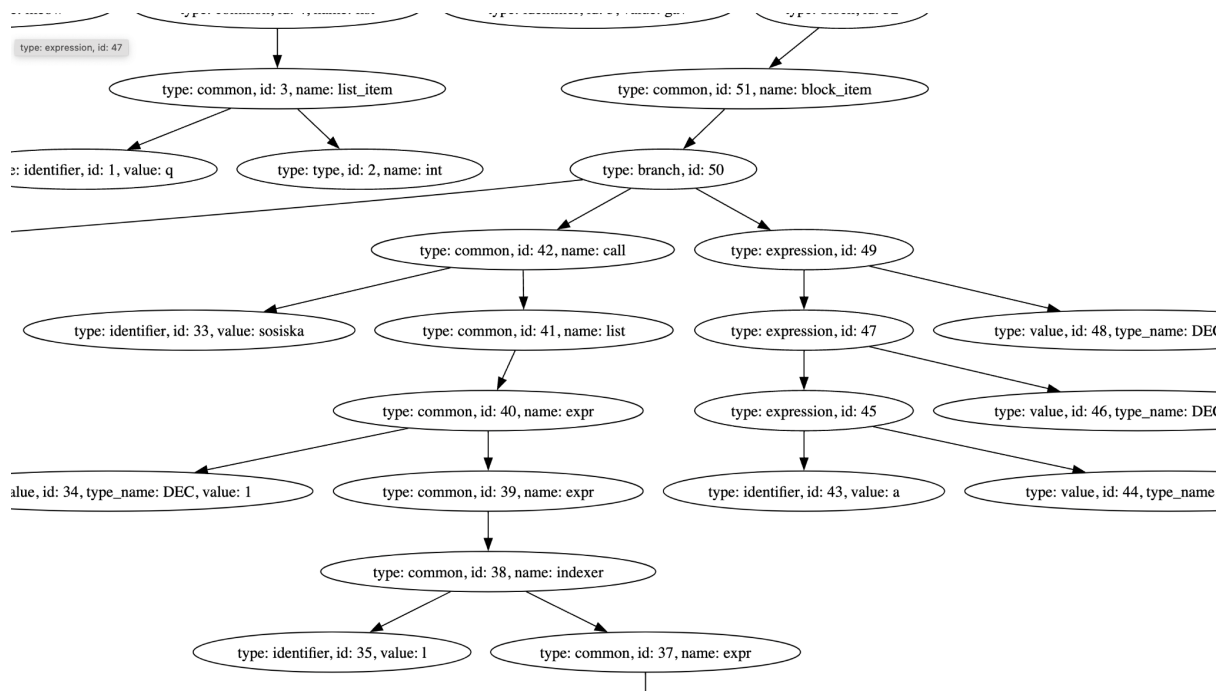 type: expression, id: 47
type: common, id: 3, name: list_item
type: common, id: 51, name: block_item
identifier, id: 1, value: q
type: type, id: 2, name: int
type: branch, id: 50
type: common, id: 42, name: call
type: expression, id: 49
type: identifier, id: 33, value: sosiska
type: common, id: 41, name: list
type: expression, id: 47
type: value, id: 48, type_name: DEC
type: common, id: 40, name: expr
type: expression, id: 45
type: value, id: 46, type_name: DEC
id: 34, type_name: DEC, value: 1
type: common, id: 39, name: expr
type: identifier, id: 43, value: a
type: value, id: 44, type_name
type: common, id: 38, name: indexer
type: identifier, id: 35, value: l
type: common, id: 37, name: expr